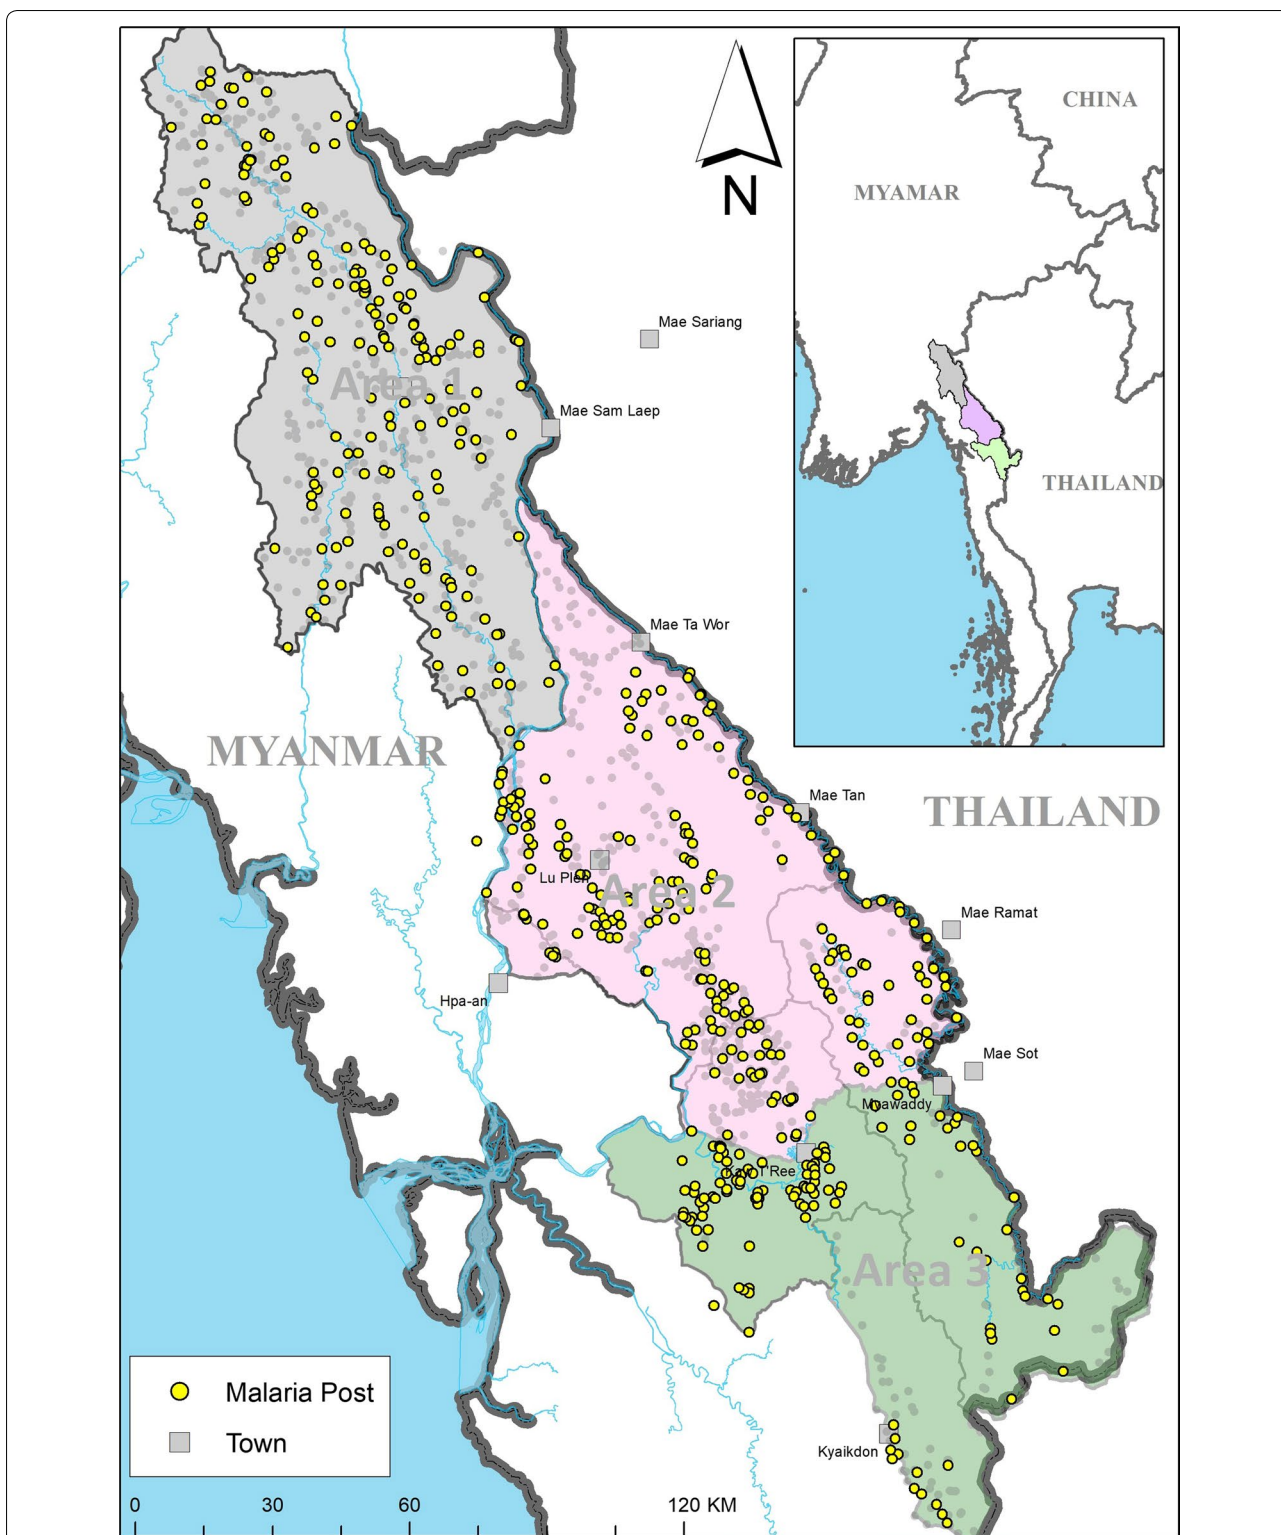 CHINA
MYAMAR
N
Mae Sariang
Area 1
Mae Sam Laep
THAILAND
Mae Ta Wor
MYANMAR
Mae Tan
THAILAND
Lu Pleh
Area 2
Mae Ramat
Hpa-an
Mae Sot
Myawaddy
Kaw T'Ree
Area 3
Malaria Post
Town
Kyaikdon
0 30 60 120 KM